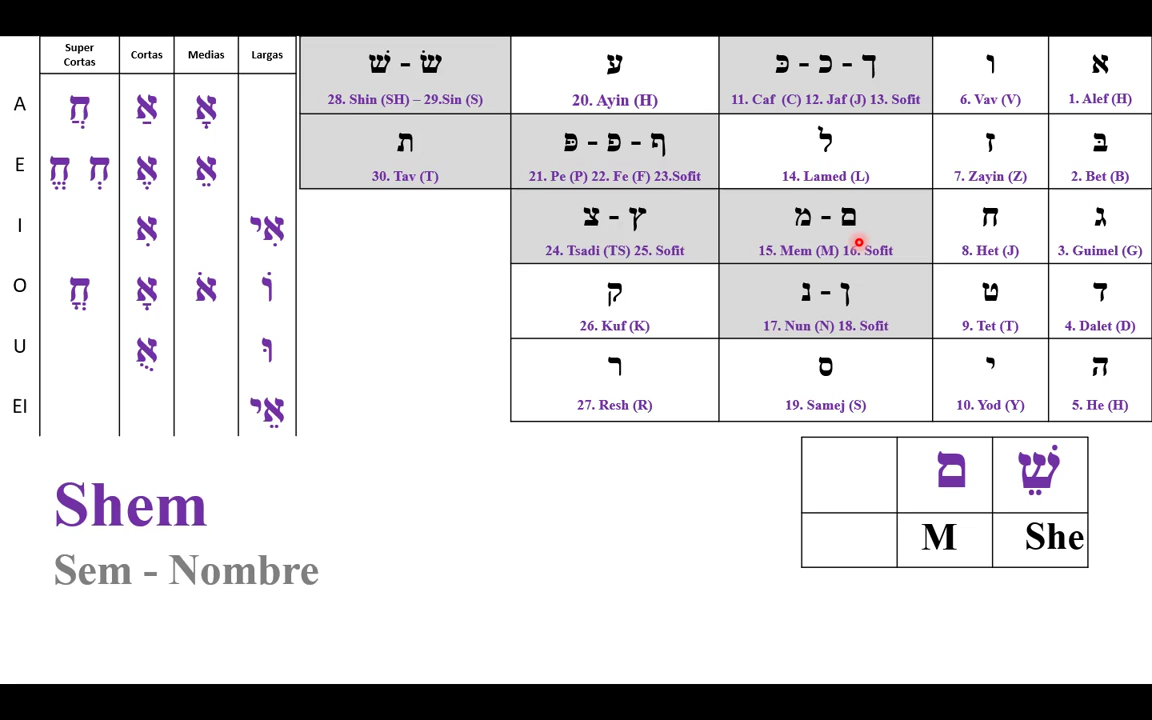 Super Cortas Cortas Medias Largas
A חֲ אַ אָ
E חֱ חְ אֶ אֵ
I אִ אִי
O חֳ אָ אֹ וֹ
U אֻ וּ
EI אֵי
שׁ - שׂ ע כּ - כ - ך ו א
28. Shin (SH) – 29.Sin (S) 20. Ayin (H) 11. Caf (C) 12. Jaf (J) 13. Sofit 6. Vav (V) 1. Alef (H)
ת פּ - פ - ף ל ז בּ
30. Tav (T) 21. Pe (P) 22. Fe (F) 23.Sofit 14. Lamed (L) 7. Zayin (Z) 2. Bet (B)
צ - ץ מ - ם ח ג
24. Tsadi (TS) 25. Sofit 15. Mem (M) 16. Sofit 8. Het (J) 3. Guimel (G)
ק נ - ן ט ד
26. Kuf (K) 17. Nun (N) 18. Sofit 9. Tet (T) 4. Dalet (D)
ר ס י ה
27. Resh (R) 19. Samej (S) 10. Yod (Y) 5. He (H)
ם שֵׁ
M She
Shem
Sem - Nombre